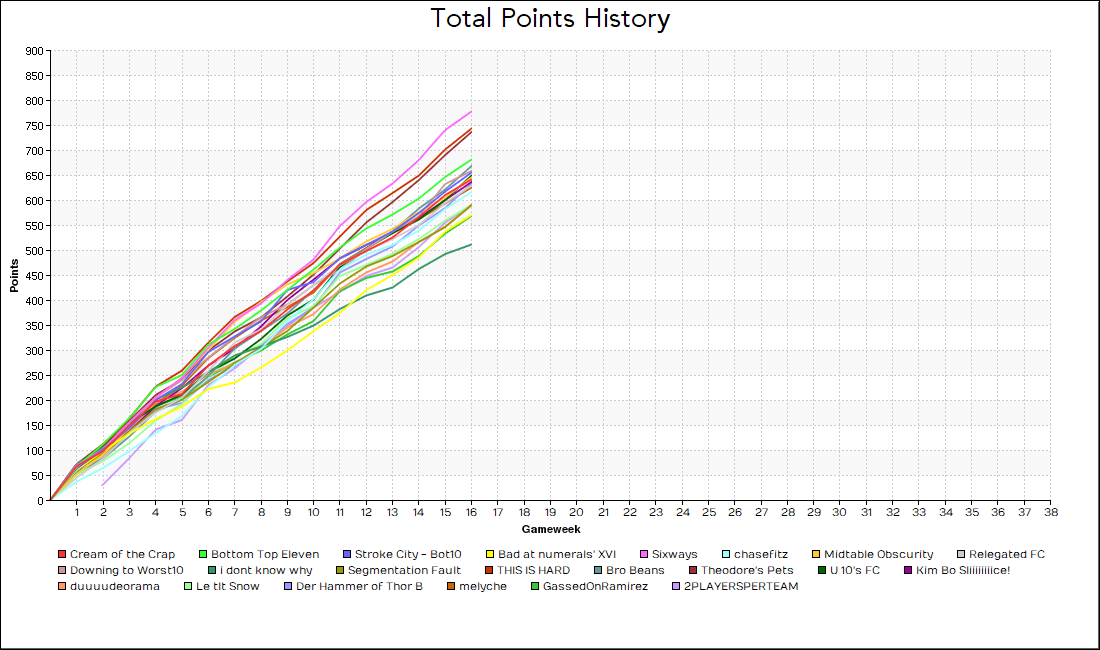 Total Points History
900
850
800
750
700
650
600
550
500
450
400
350
300
250
200
150
100
50
0
Points
1 2 3 4 5 6 7 8 9 10 11 12 13 14 15 16 17 18 19 20 21 22 23 24 25 26 27 28 29 30 31 32 33 34 35 36 37 38
Gameweek
Cream of the Crap Bottom Top Eleven Stroke City - Bot10 Bad at numerals' XVI Sixways chasefitz Midtable Obscurity Relegated FC
Downing to Worst10 i dont know why Segmentation Fault THIS IS HARD Bro Beans Theodore's Pets U 10's FC Kim Bo Sliiiiiiiice!
duuuudeorama Le tit Snow Der Hammer of Thor B melyche GassedOnRamirez 2PLAYERSPERTEAM